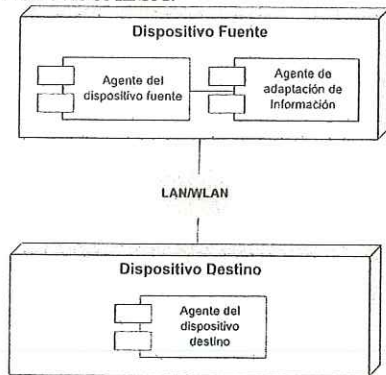 Dispositivo Fuente
Agente del
dispositivo fuente
Agente de
adaptación de
Información
LAN/WLAN
Dispositivo Destino
Agente del
dispositivo
destino